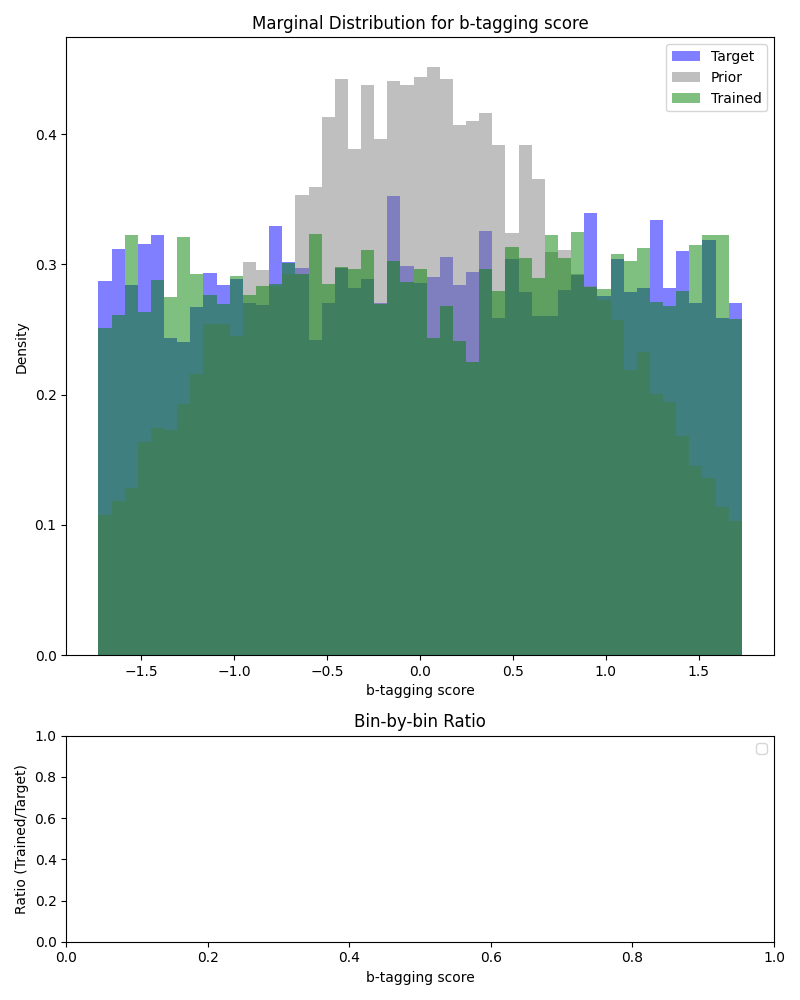 Marginal Distribution for b-tagging score
Target
Prior
Trained
Density
0.4
0.3
0.2
0.1
0.0
−1.5 −1.0 −0.5 0.0 0.5 1.0 1.5
b-tagging score
Bin-by-bin Ratio
Ratio (Trained/Target)
1.0
0.8
0.6
0.4
0.2
0.0
0.0 0.2 0.4 0.6 0.8 1.0
b-tagging score